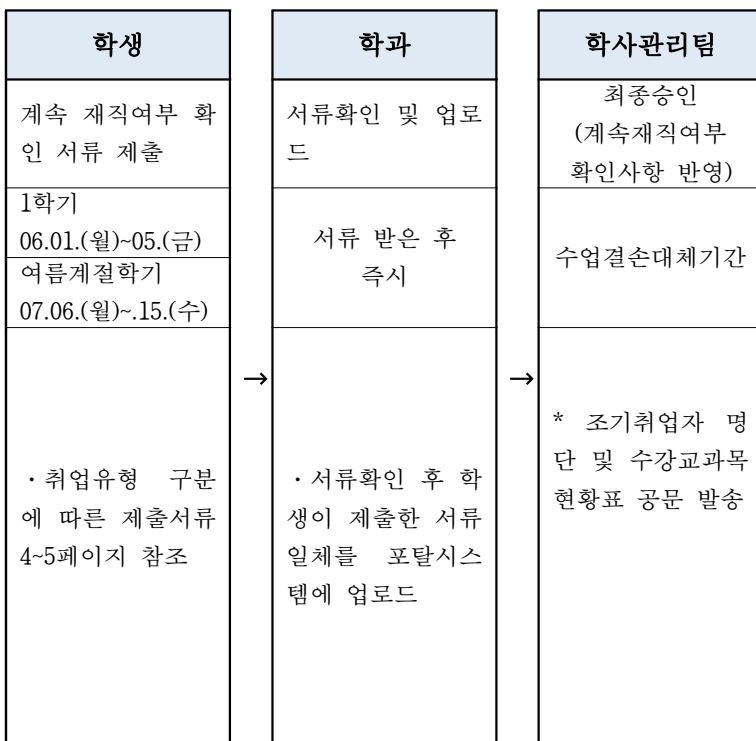 학생
계속 재직여부 확
인 서류 제출
1학기
06.01.(월)~05.(금)
여름계절학기
07.06.(월)~.15.(수)
・취업유형 구분
에 따른 제출서류
4~5페이지 참조
→
학과
서류확인 및 업로
드
서류 받은 후
즉시
・서류확인 후 학
생이 제출한 서류
일체를 포탈시스
템에 업로드
→
학사관리팀
최종승인
(계속재직여부
확인사항 반영)
수업결손대체기간
* 조기취업자 명
단 및 수강교과목
현황표 공문 발송